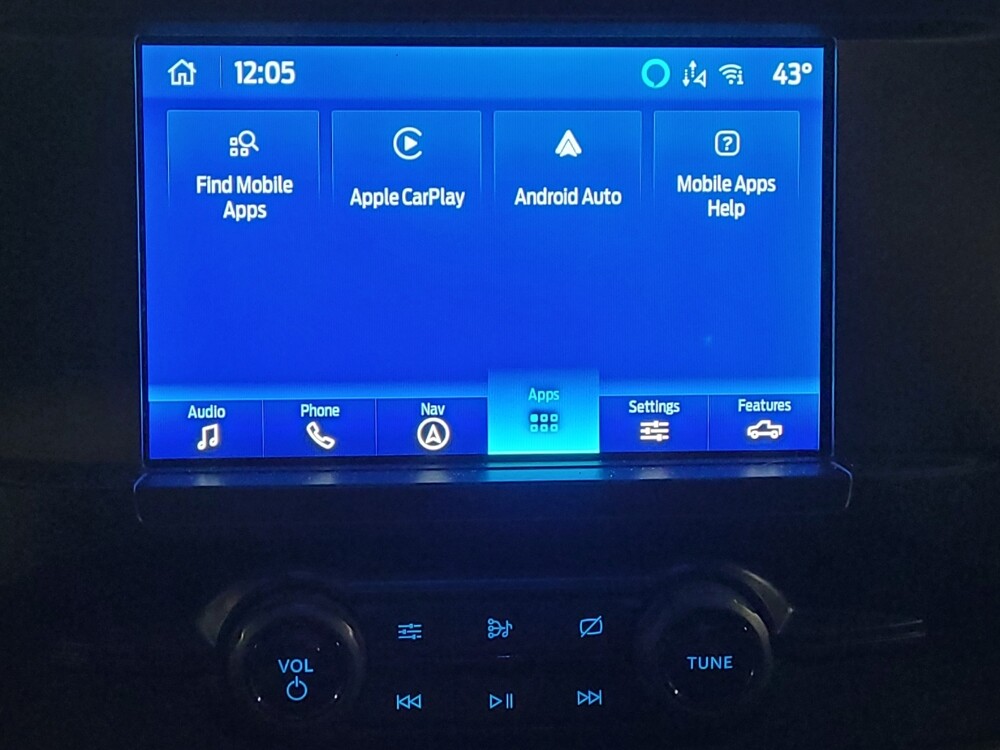 12:05
43°
Find Mobile
Apps
Apple CarPlay
Android Auto
Mobile Apps
Help
Audio
Phone
Nav
Apps
Settings
Features
VOL
TUNE